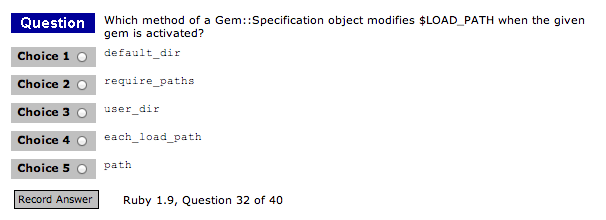 Question Which method of a Gem::Specification object modifies $LOAD_PATH when the given
gem is activated?
Choice 1 default_dir
Choice 2 require_paths
Choice 3 user_dir
Choice 4 each_load_path
Choice 5 path
Record Answer Ruby 1.9, Question 32 of 40